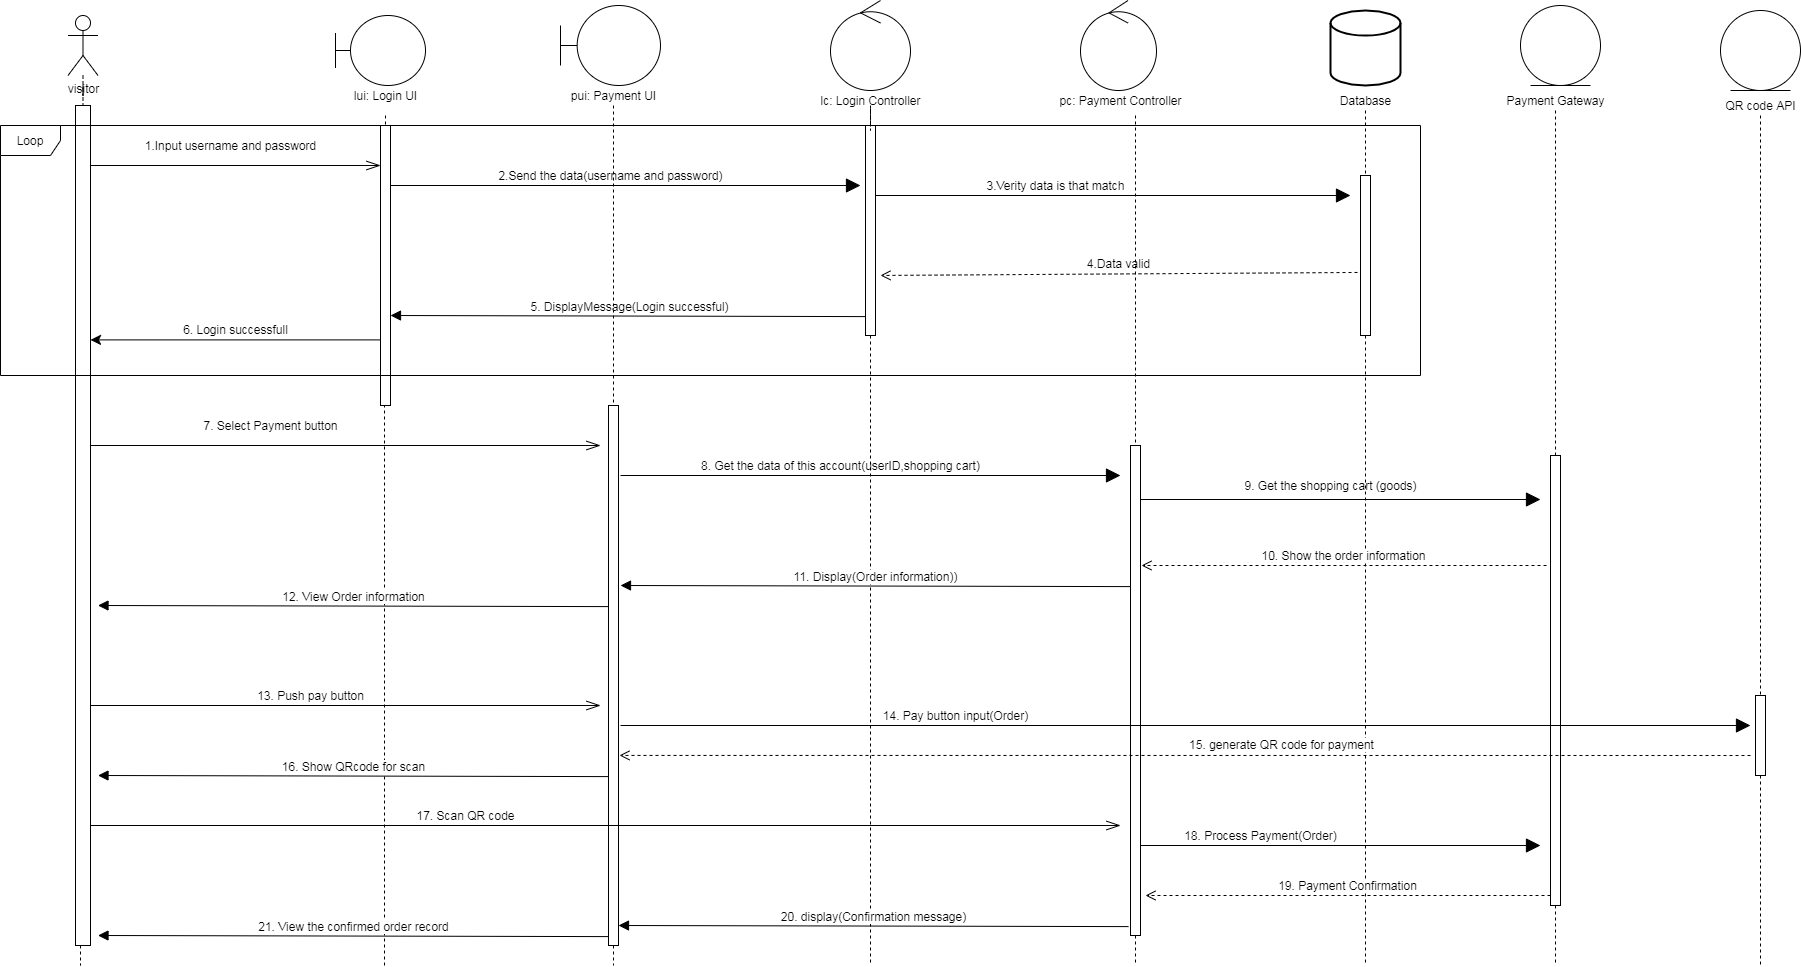 visitor
lui: Login UI
pui: Payment UI
lc: Login Controller
pc: Payment Controller
Database
Payment Gateway
QR code API
Loop
1.Input username and password
2.Send the data(username and password)
3.Verity data is that match
4.Data valid
5. DisplayMessage(Login successful)
6. Login successfull
7. Select Payment button
8. Get the data of this account(userID,shopping cart)
9. Get the shopping cart (goods)
10. Show the order information
11. Display(Order information))
12. View Order information
13. Push pay button
14. Pay button input(Order)
15. generate QR code for payment
16. Show QRcode for scan
17. Scan QR code
18. Process Payment(Order)
19. Payment Confirmation
20. display(Confirmation message)
21. View the confirmed order record